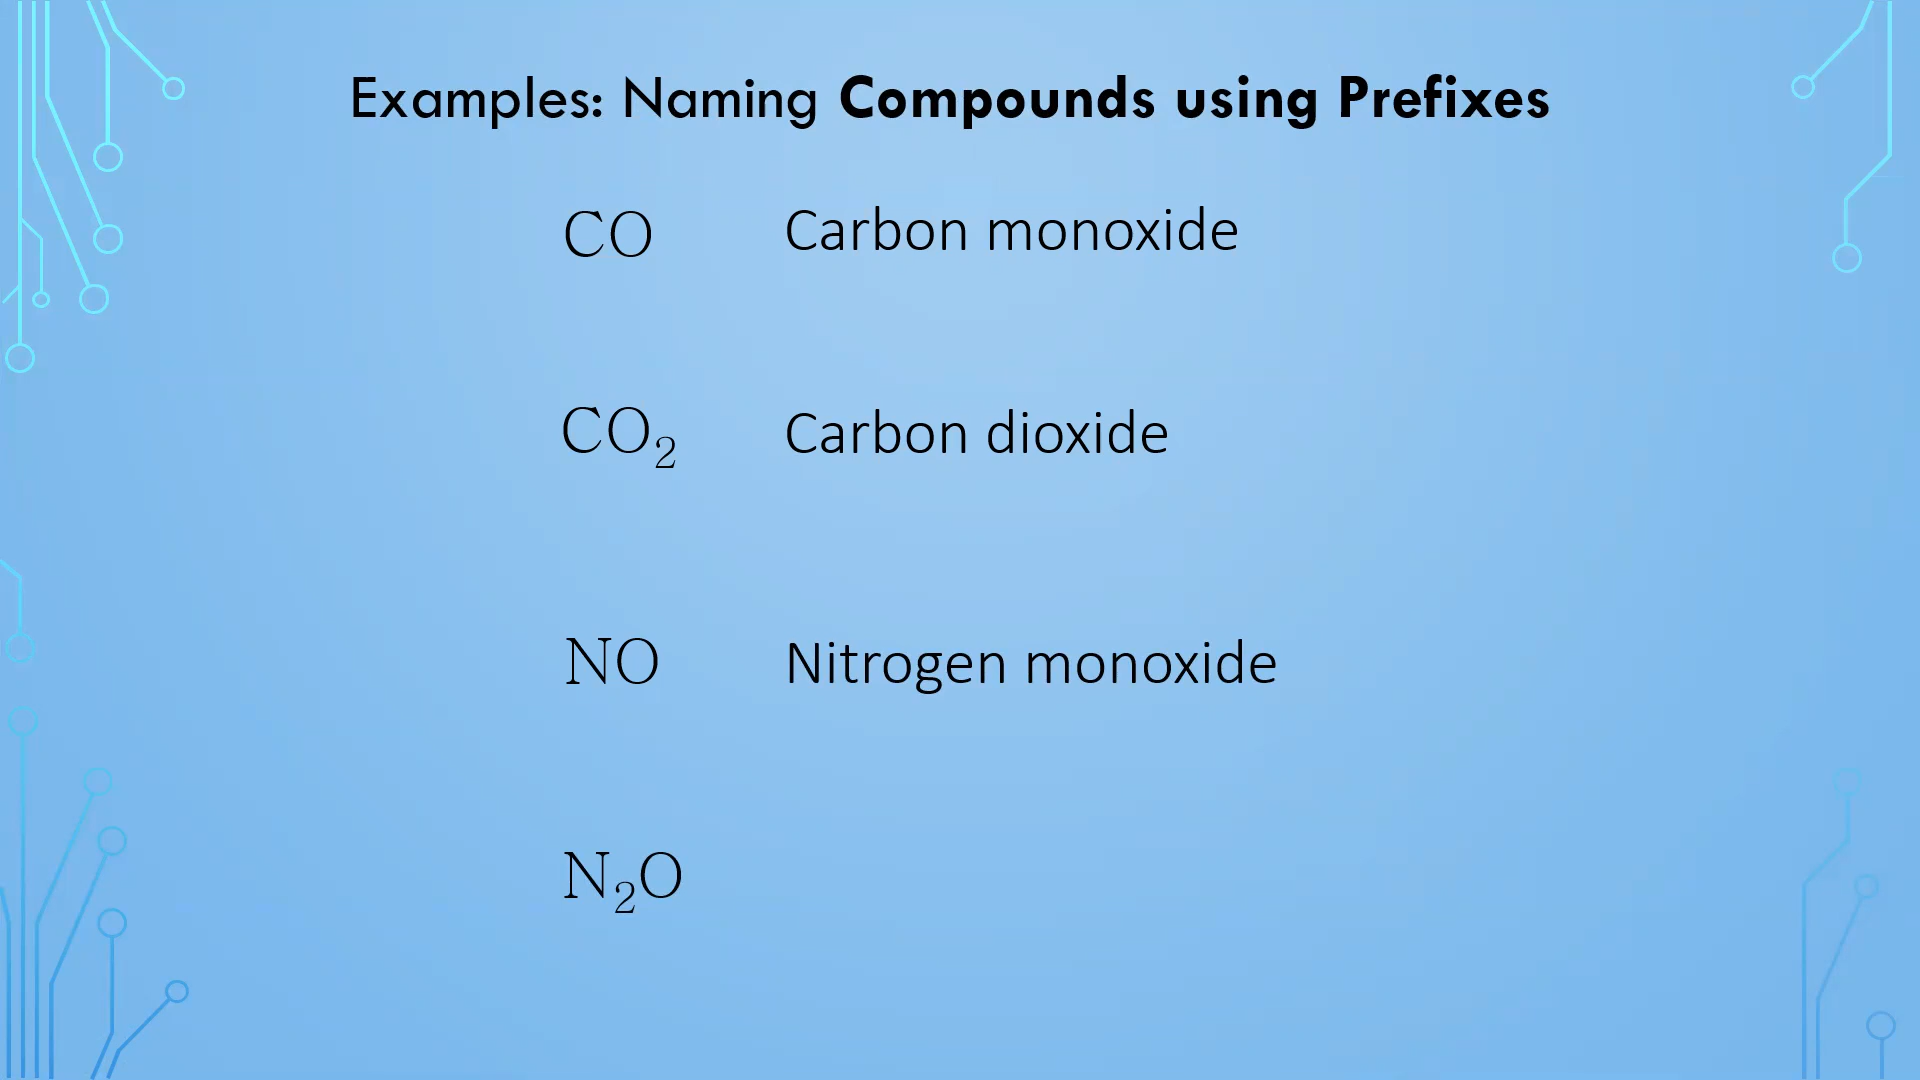 Examples: Naming Compounds using Prefixes
CO Carbon monoxide
CO₂ Carbon dioxide
NO Nitrogen monoxide
N₂O